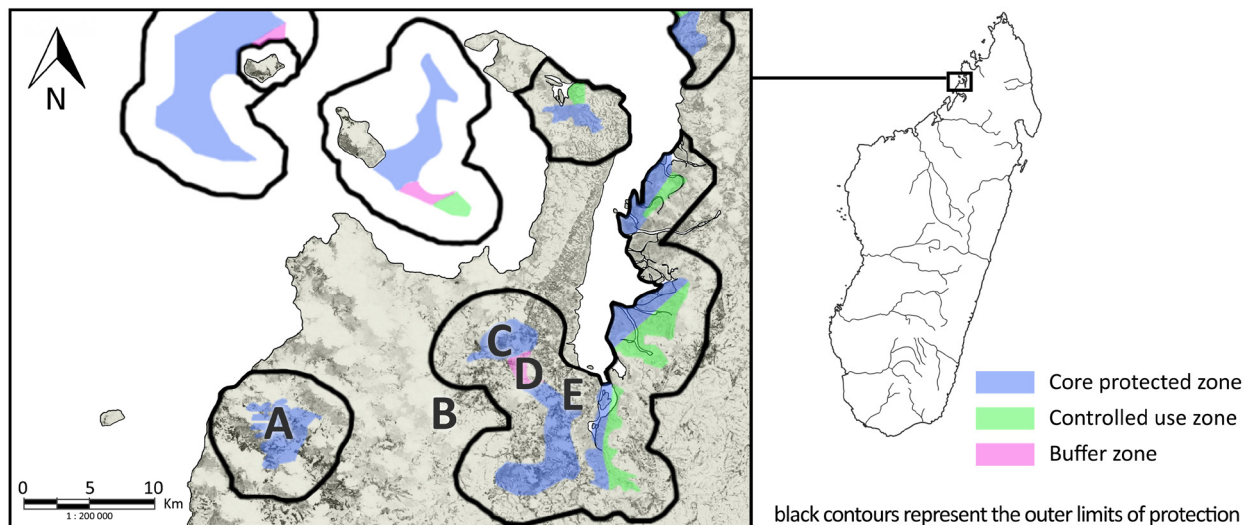 N
C
D
E
B
A
0 5 10
Km
1 : 200 000
Core protected zone
Controlled use zone
Buffer zone
black contours represent the outer limits of protection